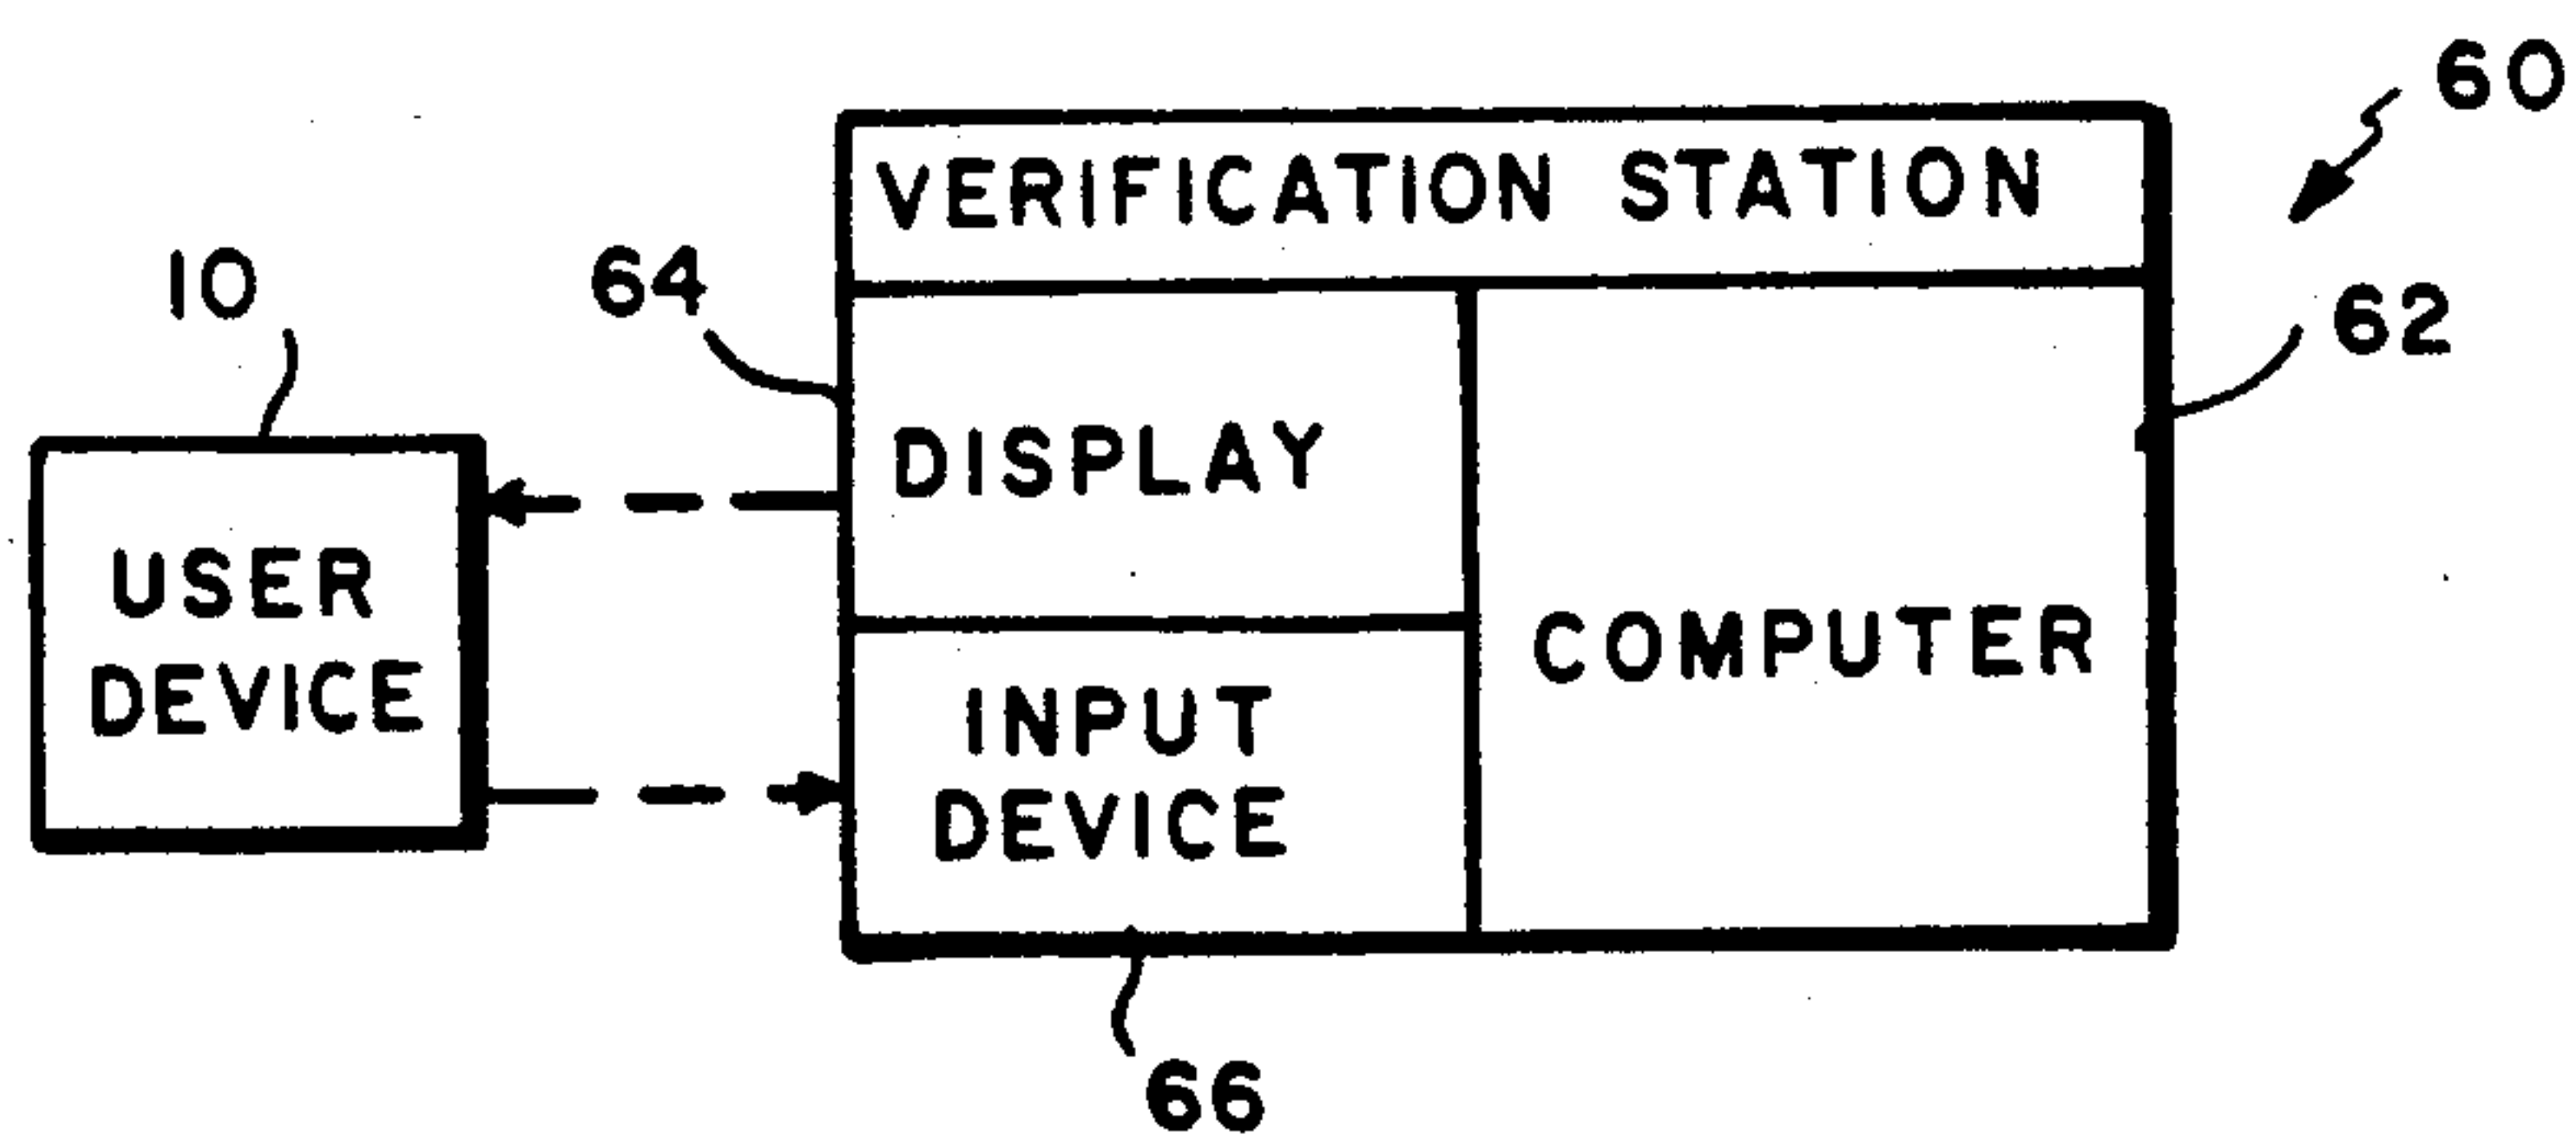 60
VERIFICATION STATION
10
64
62
DISPLAY
USER
DEVICE
COMPUTER
INPUT
DEVICE
66